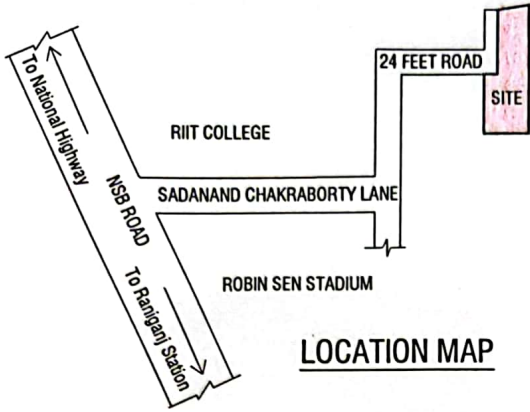 24 FEET ROAD
SITE
To National Highway
RIIT COLLEGE
NSB ROAD
SADANAND CHAKRABORTY LANE
ROBIN SEN STADIUM
To Raniganj Station
LOCATION MAP